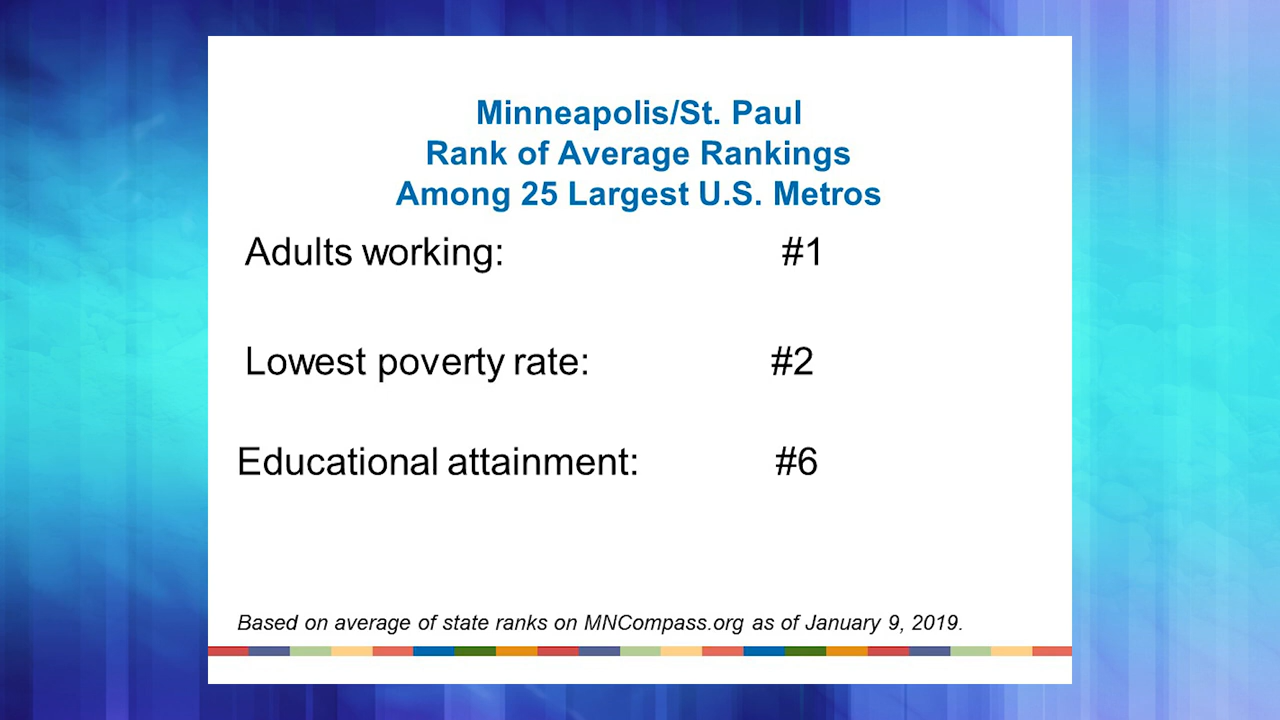 Minneapolis/St. Paul
Rank of Average Rankings
Among 25 Largest U.S. Metros
Adults working: #1
Lowest poverty rate: #2
Educational attainment: #6
Based on average of state ranks on MNCompass.org as of January 9, 2019.